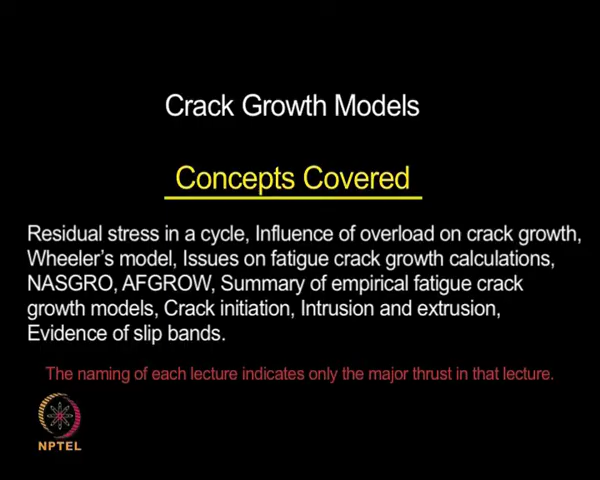 Crack Growth Models
Concepts Covered
Residual stress in a cycle, Influence of overload on crack growth,
Wheeler's model, Issues on fatigue crack growth calculations,
NASGRO, AFGROW, Summary of empirical fatigue crack
growth models, Crack initiation, Intrusion and extrusion,
Evidence of slip bands.
The naming of each lecture indicates only the major thrust in that lecture.
NPTEL